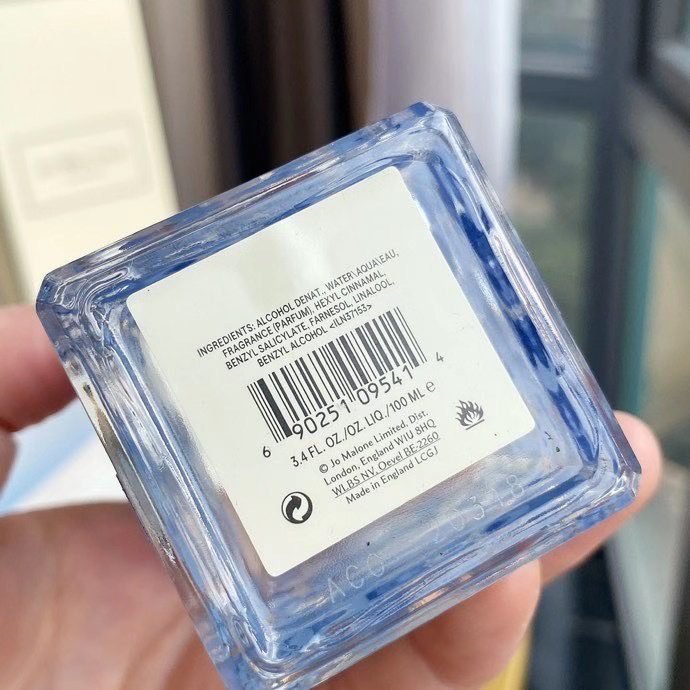 INGREDIENTS: ALCOHOL DENAT., WATER\AQUA\EAU,
FRAGRANCE (PARFUM), HEXYL CINNAMAL,
BENZYL SALICYLATE, FARNESOL, LINALOOL,
BENZYL ALCOHOL <ILN37153>
6 90251 09541 4
3.4 FL. OZ./OZ. LIQ./100 ML ℮
© Jo Malone Limited, Dist.
London, England W1U 8HQ
WLBS NV, Oevel BE-2260
Made in England LCGJ